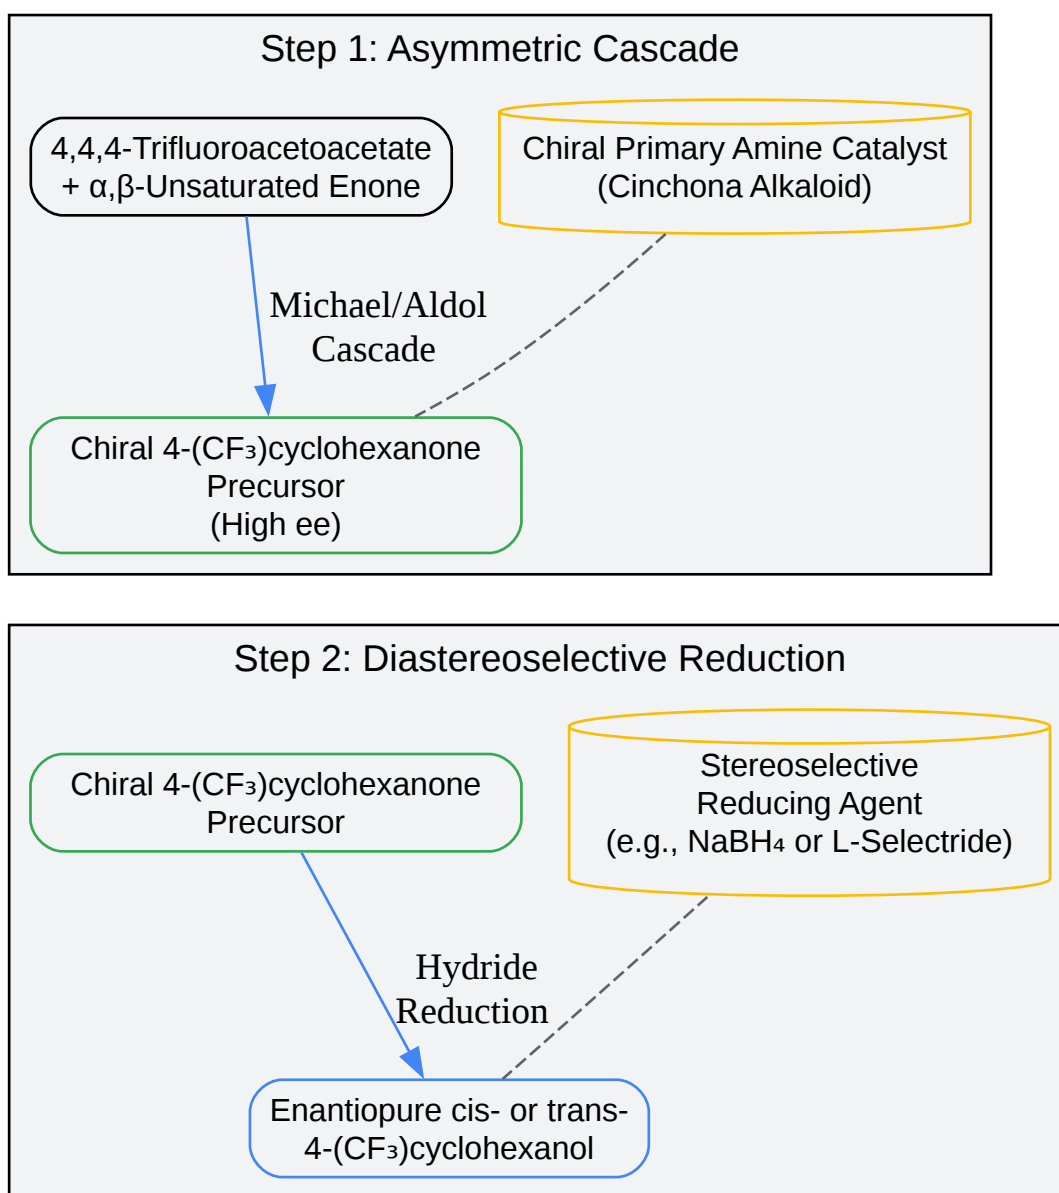 Step 1: Asymmetric Cascade
4,4,4-Trifluoroacetoacetate
+ α,β-Unsaturated Enone
Chiral Primary Amine Catalyst
(Cinchona Alkaloid)
Michael/Aldol
Cascade
Chiral 4-(CF₃)cyclohexanone
Precursor
(High ee)
Step 2: Diastereoselective Reduction
Chiral 4-(CF₃)cyclohexanone
Precursor
Stereoselective
Reducing Agent
(e.g., NaBH₄ or L-Selectride)
Hydride
Reduction
Enantiopure cis- or trans-
4-(CF₃)cyclohexanol